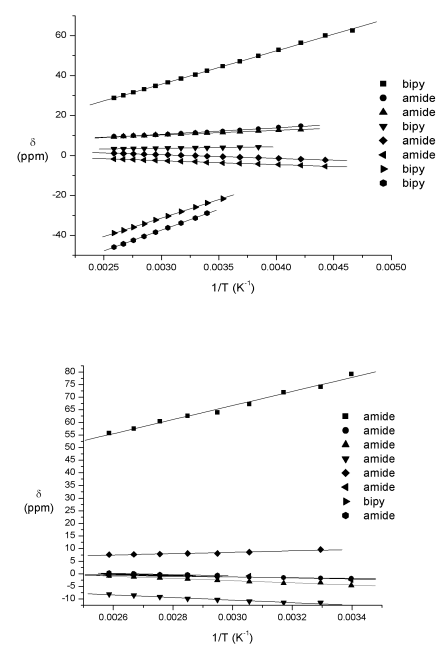 60
40
20
0
-20
-40
δ
(ppm)
0.0025 0.0030 0.0035 0.0040 0.0045 0.0050
1/T (K⁻¹)
bipy
amide
amide
bipy
amide
amide
bipy
bipy
80
75
70
65
60
55
50
45
40
35
30
25
20
15
10
5
0
-5
-10
δ
(ppm)
0.0026 0.0028 0.0030 0.0032 0.0034
1/T (K⁻¹)
amide
amide
amide
amide
amide
amide
bipy
amide